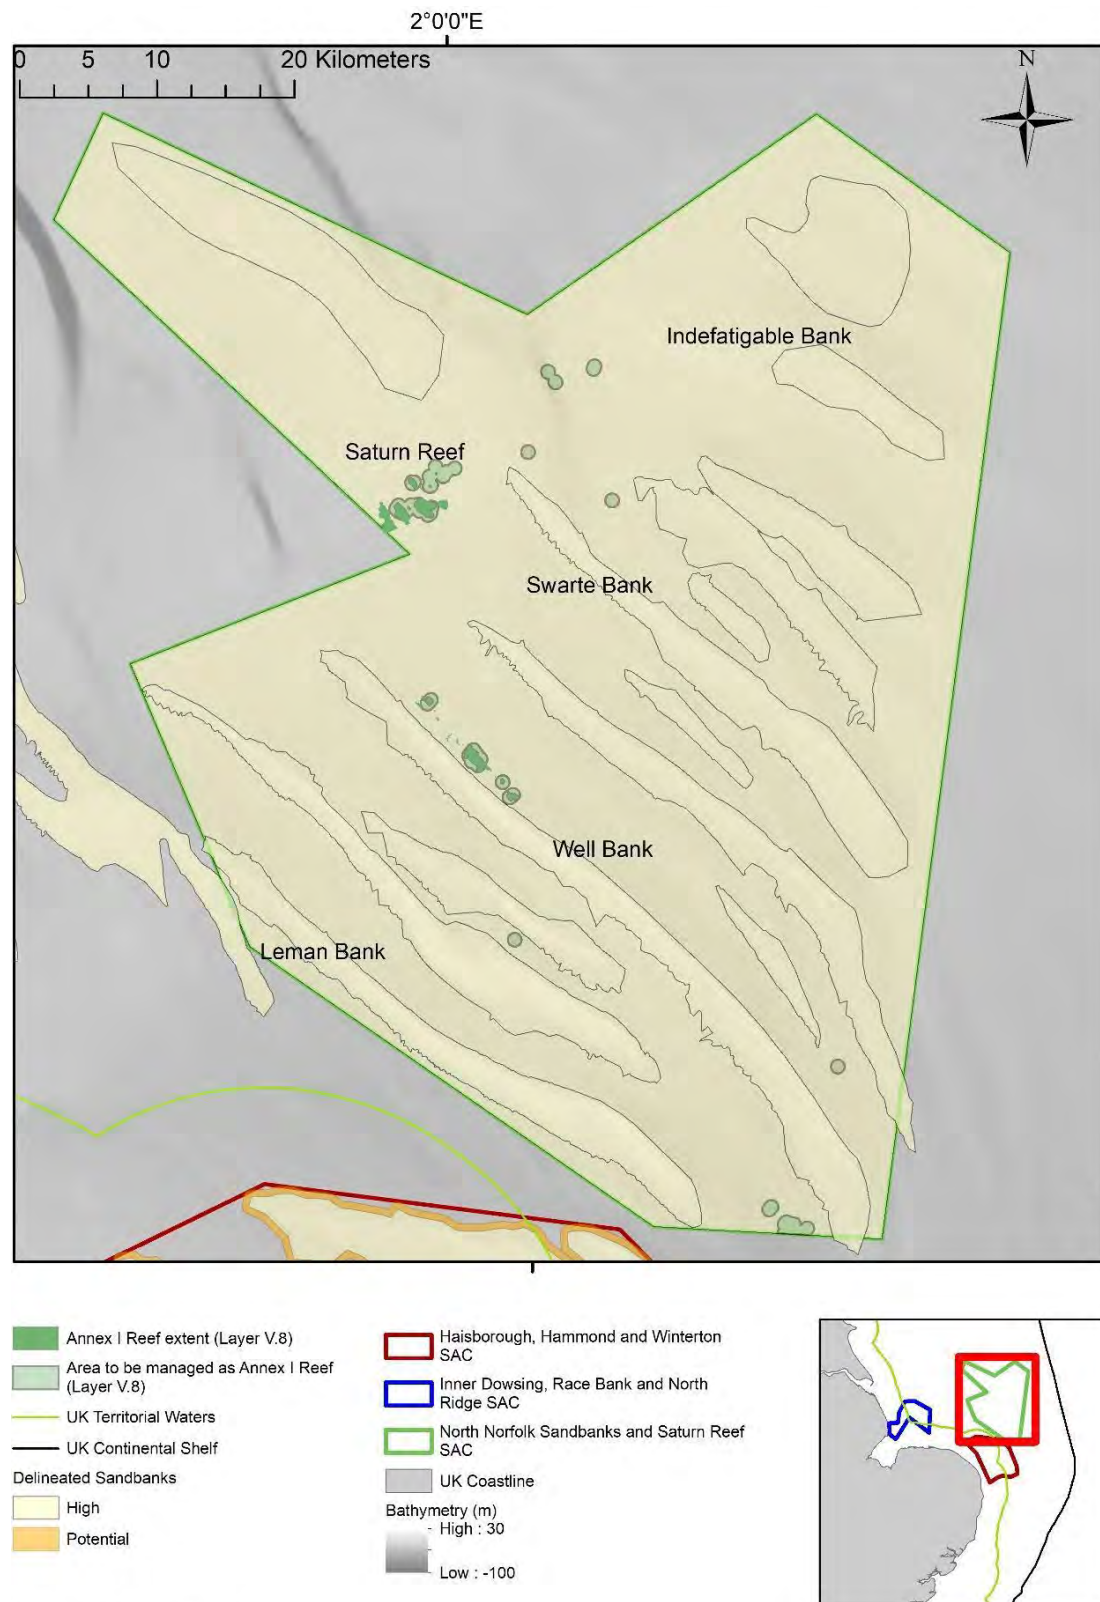 2°0'0"E
0 5 10 20 Kilometers
N
Indefatigable Bank
Saturn Reef
Swarte Bank
Well Bank
Leman Bank
Annex I Reef extent (Layer V.8)
Area to be managed as Annex I Reef
(Layer V.8)
UK Territorial Waters
UK Continental Shelf
Delineated Sandbanks
High
Potential
Haisborough, Hammond and Winterton
SAC
Inner Dowsing, Race Bank and North
Ridge SAC
North Norfolk Sandbanks and Saturn Reef
SAC
UK Coastline
Bathymetry (m)
High : 30
Low : -100